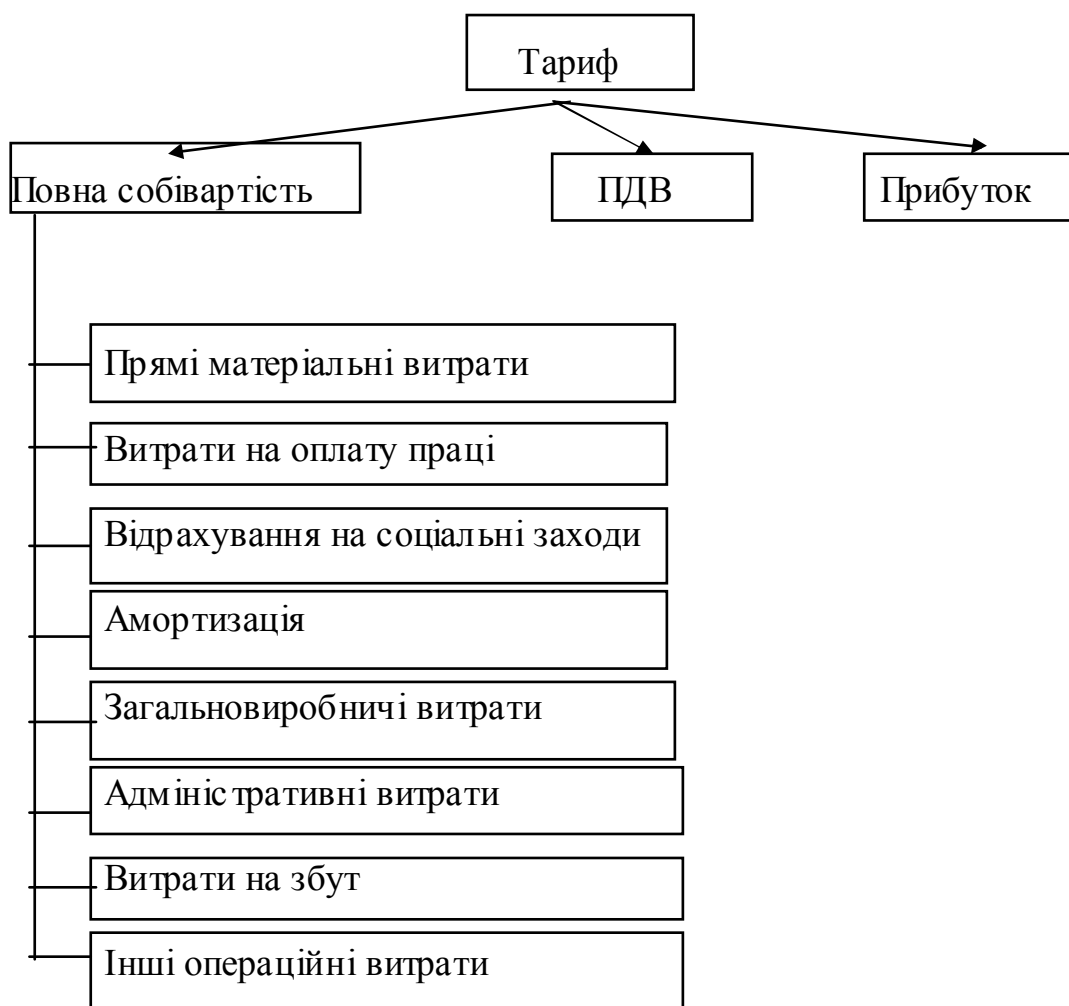 Тариф
Повна собівартість
ПДВ
Прибуток
Прямі матеріальні витрати
Витрати на оплату праці
Відрахування на соціальні заходи
Амортизація
Загальновиробничі витрати
Адміністративні витрати
Витрати на збут
Інші операційні витрати